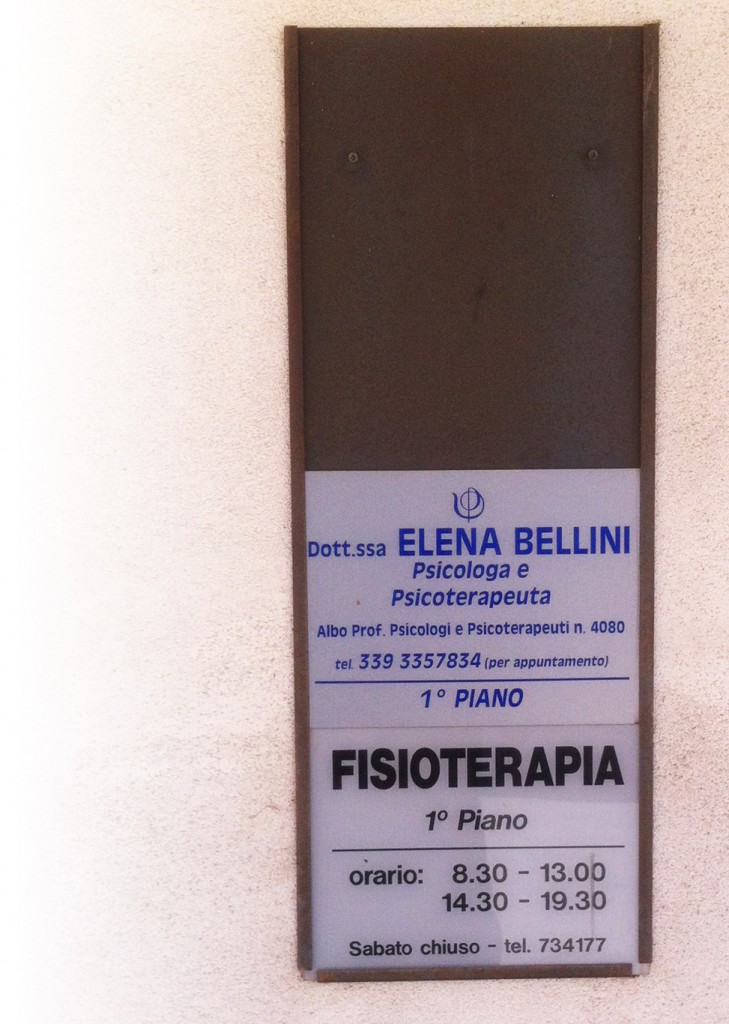 Dott.ssa ELENA BELLINI
Psicologa e
Psicoterapeuta
Albo Prof. Psicologi e Psicoterapeuti n. 4080
tel. 339 3357834 (per appuntamento)
1° PIANO
FISIOTERAPIA
1º Piano
orario: 8.30 - 13.00
14.30 - 19.30
Sabato chiuso - tel. 734177